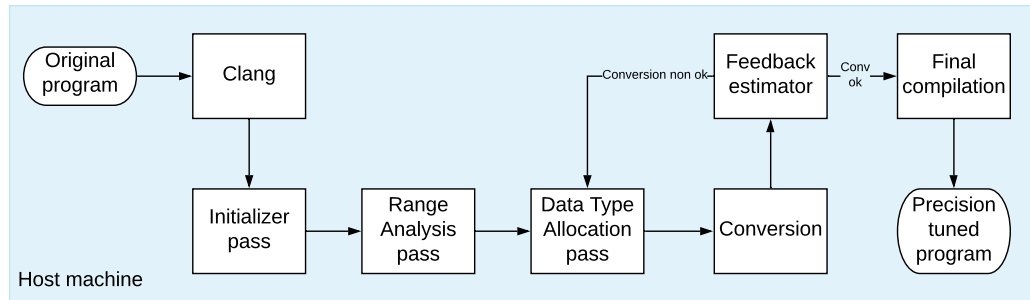 Original
program
Clang
Conversion non ok
Feedback
estimator
Conv
ok
Final
compilation
Initializer
pass
Range
Analysis
pass
Data Type
Allocation
pass
Conversion
Precision
tuned
program
Host machine